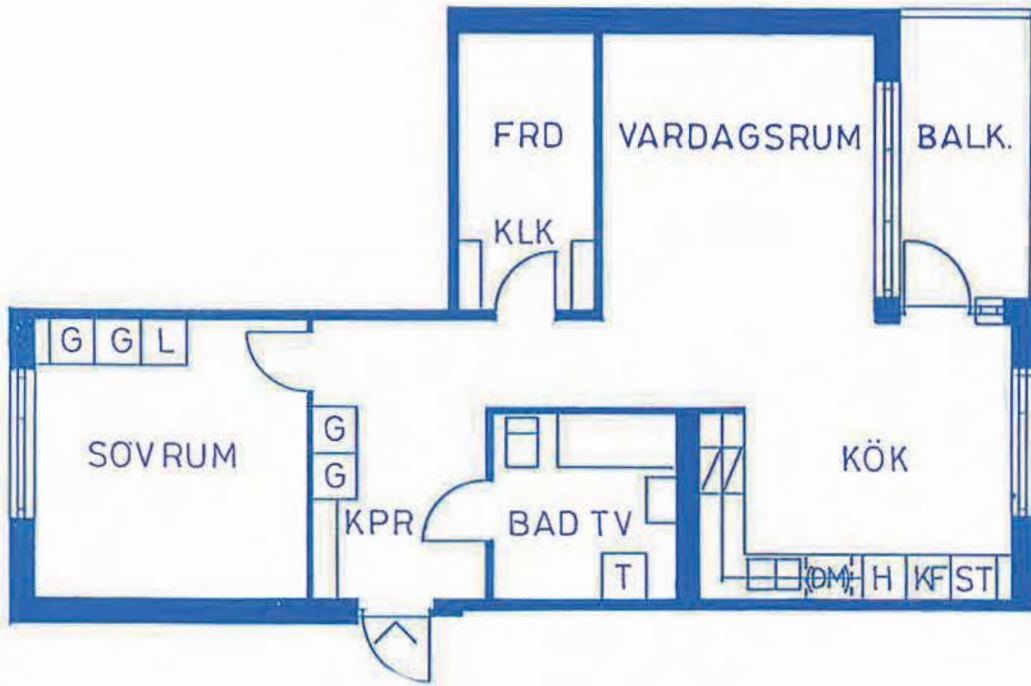 FRD
VARDAGSRUM
BALK.
KLK
G
G
L
G
SOVRUM
KÖK
G
KPR
BAD TV
T
(DM)
H
KF
ST